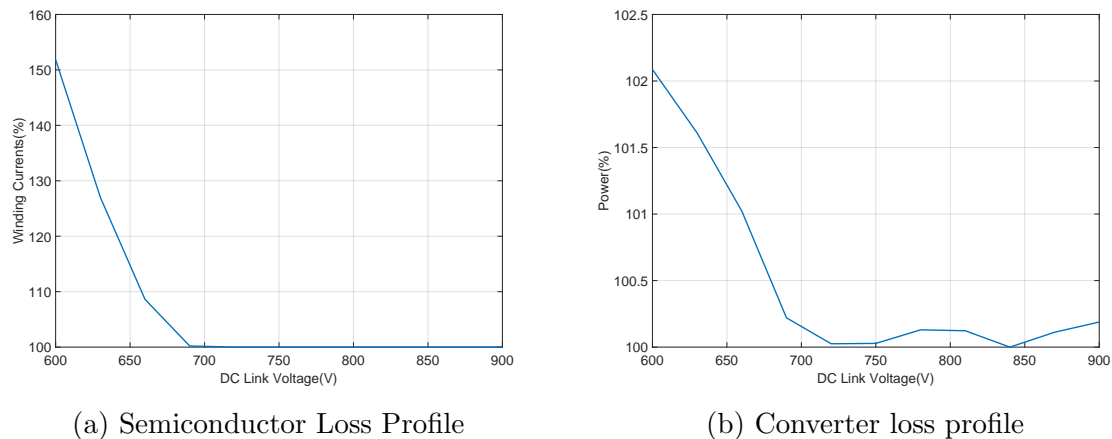 160
150
140
130
120
110
100
Winding Currents(%)
600 650 700 750 800 850 900
DC Link Voltage(V)
(a) Semiconductor Loss Profile
102.5
102
101.5
101
100.5
100
Power(%)
600 650 700 750 800 850 900
DC Link Voltage(V)
(b) Converter loss profile